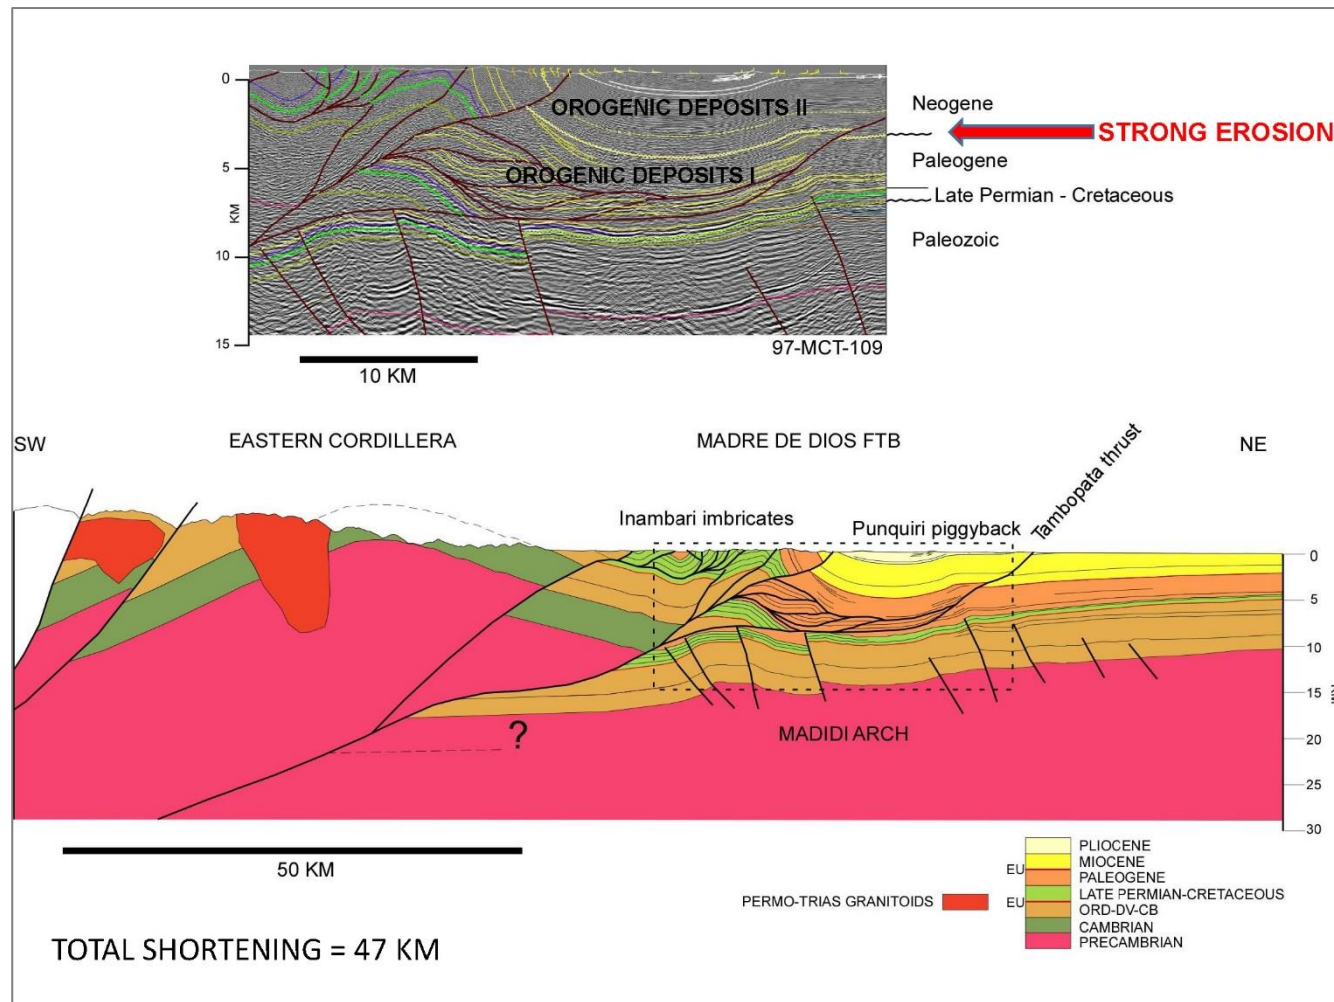 0
5
KM
10
15
OROGENIC DEPOSITS II
OROGENIC DEPOSITS I
Neogene
STRONG EROSION
Paleogene
Late Permian - Cretaceous
Paleozoic
97-MCT-109
10 KM
SW
EASTERN CORDILLERA
MADRE DE DIOS FTB
NE
Tambopata thrust
Inambari imbricates
Punquiri piggyback
0
5
10
15
20
25
30
?
MADIDI ARCH
50 KM
PERMO-TRIAS GRANITOIDS
EU
EU
PLIOCENE
MIOCENE
PALEOGENE
LATE PERMIAN-CRETACEOUS
ORD-DV-CB
CAMBRIAN
PRECAMBRIAN
TOTAL SHORTENING = 47 KM